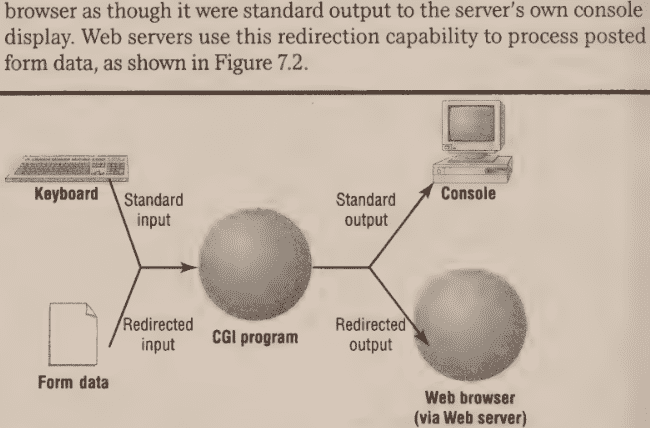 browser as though it were standard output to the server's own console
display. Web servers use this redirection capability to process posted
form data, as shown in Figure 7.2.
Keyboard
Standard
input
Standard
output
Console
Form data
Redirected
input
CGI program
Redirected
output
Web browser
(via Web server)